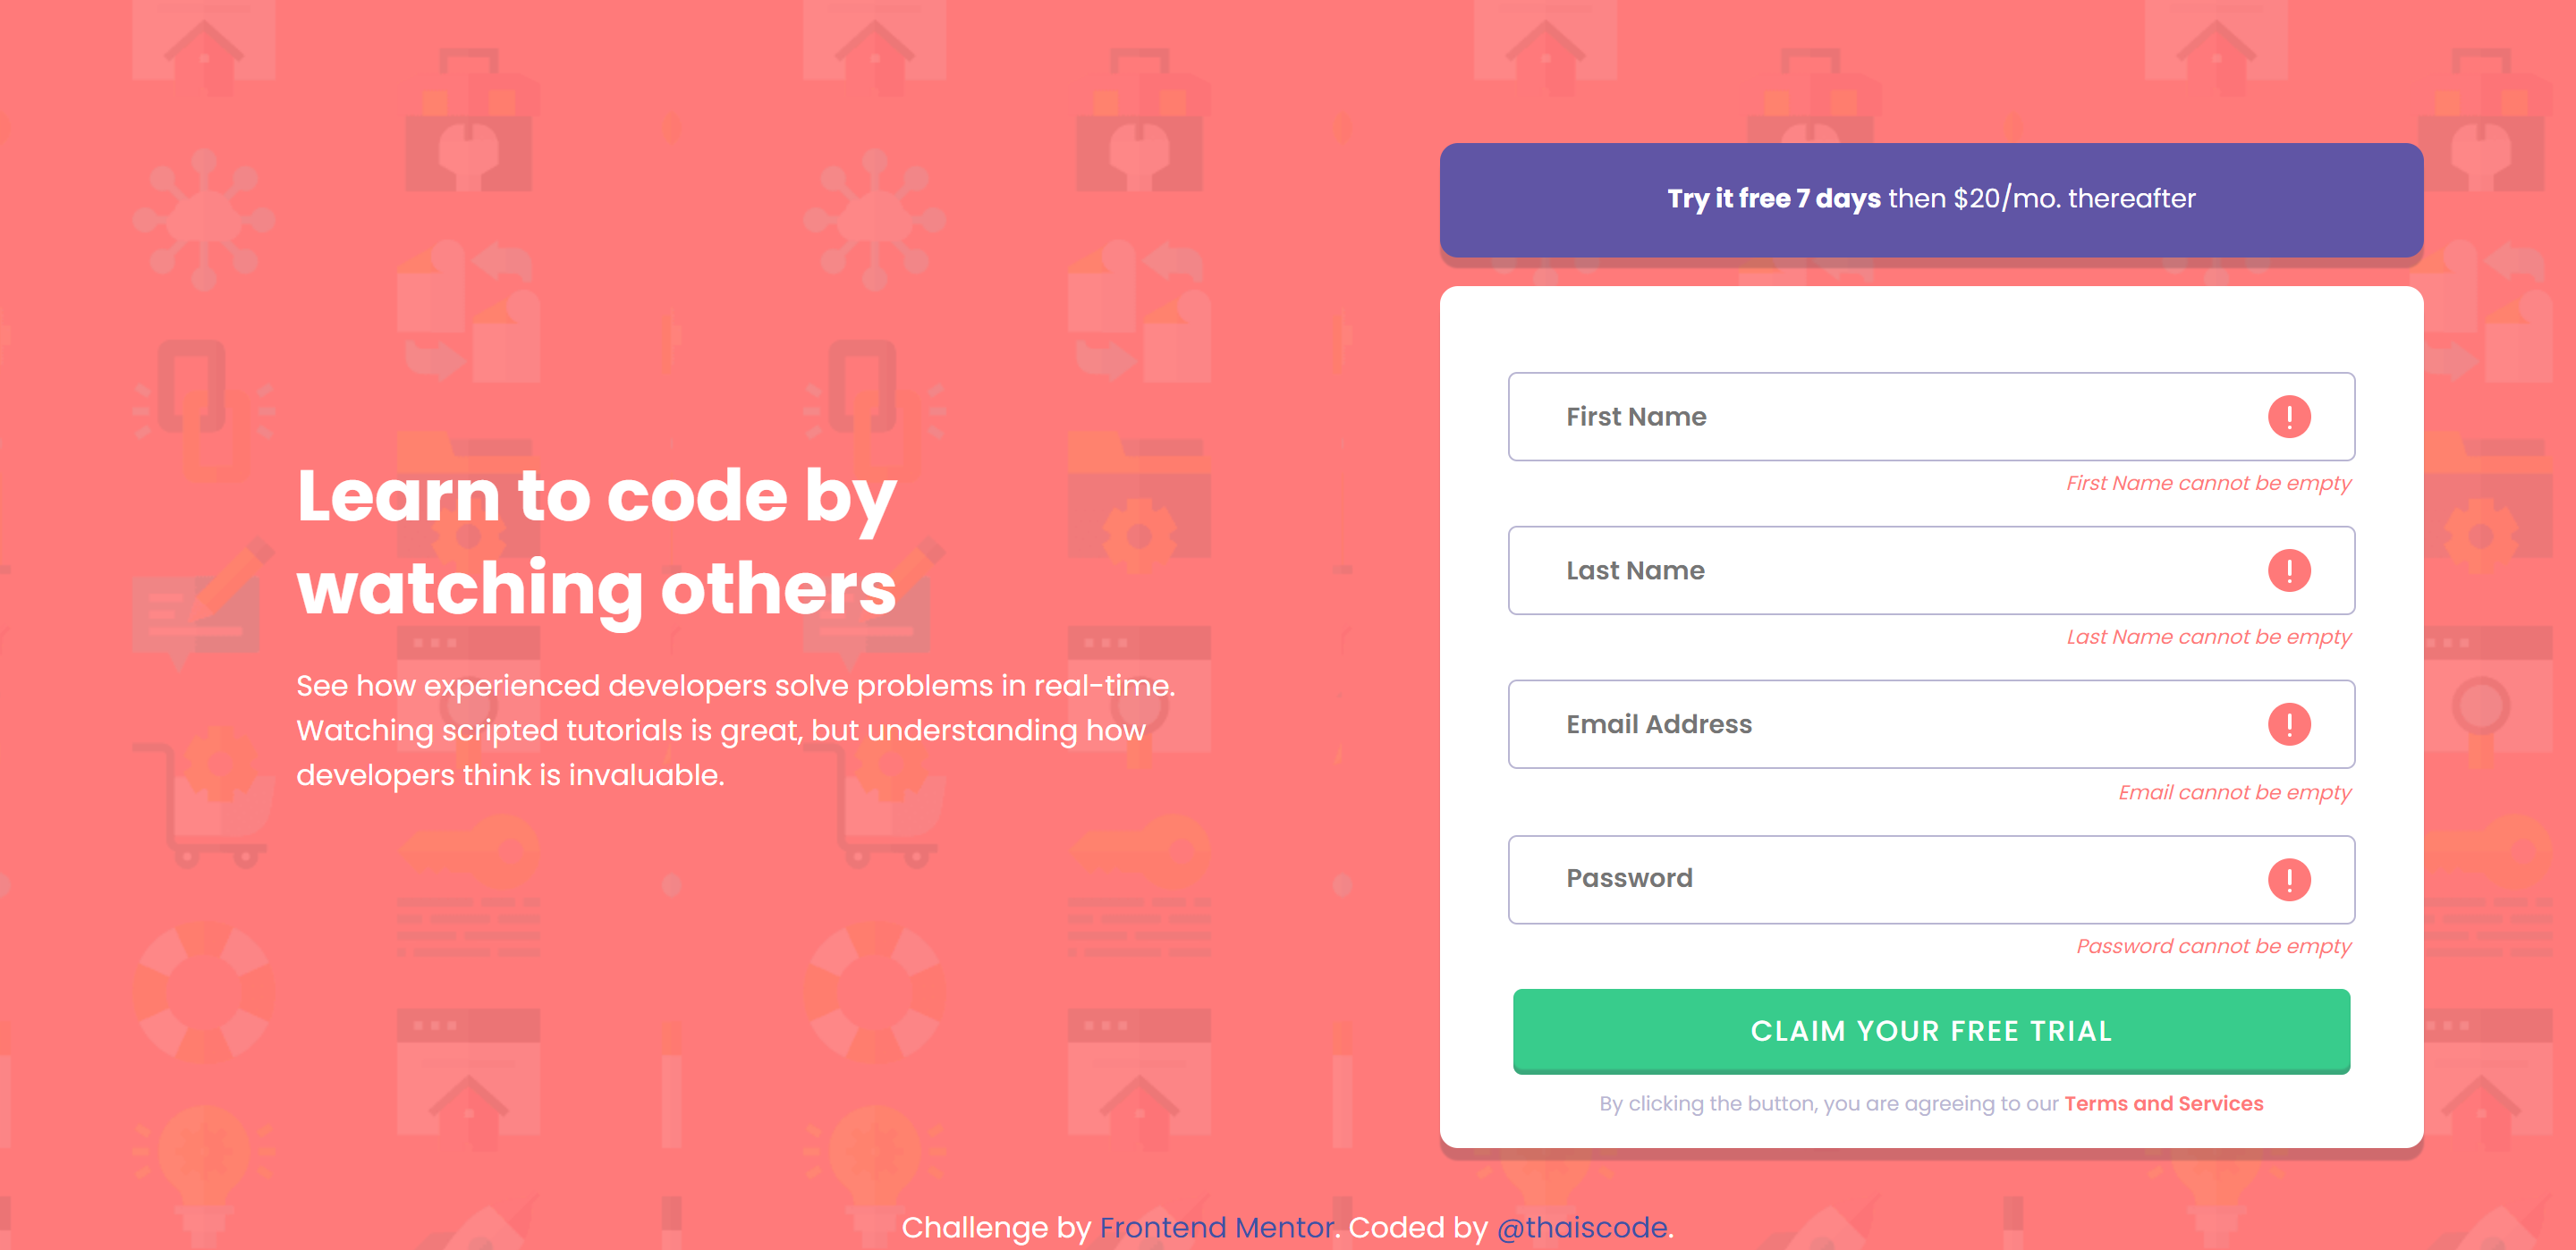 Learn to code by
watching others
See how experienced developers solve problems in real-time.
Watching scripted tutorials is great, but understanding how
developers think is invaluable.
Try it free 7 days then $20/mo. thereafter
First Name
First Name cannot be empty
Last Name
Last Name cannot be empty
Email Address
Email cannot be empty
Password
Password cannot be empty
CLAIM YOUR FREE TRIAL
By clicking the button, you are agreeing to our Terms and Services
Challenge by Frontend Mentor. Coded by @thaiscode.